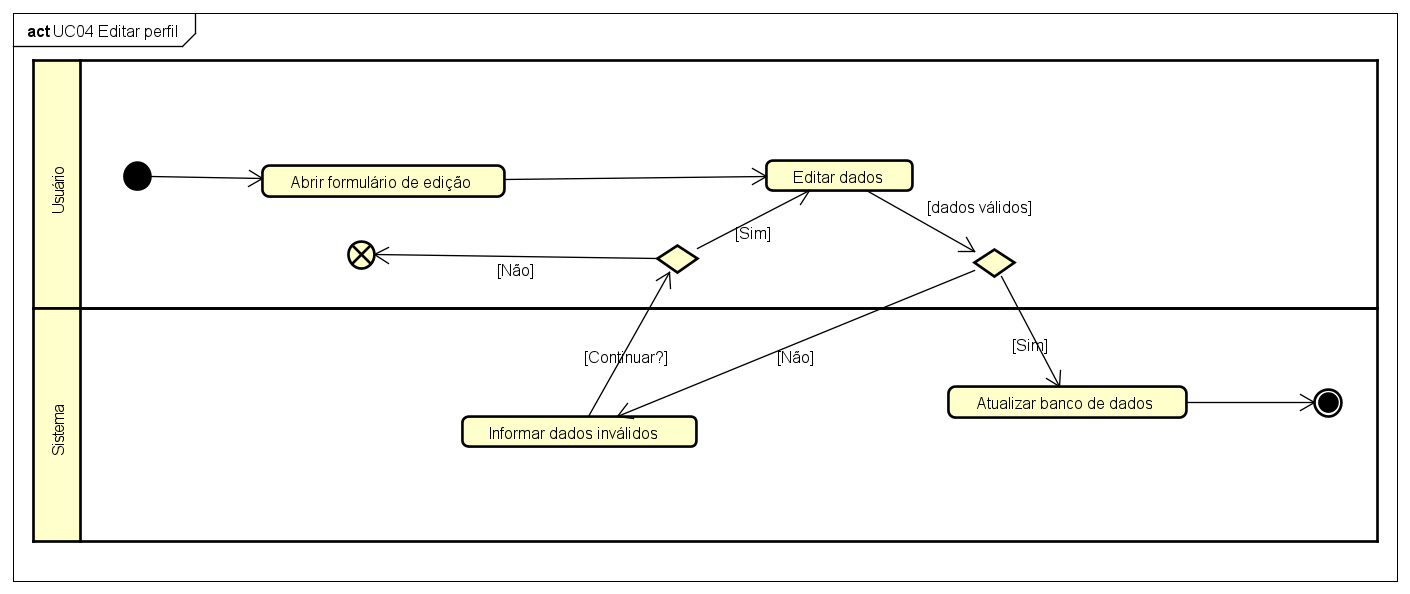 act UC04 Editar perfil
Usuário
Abrir formulário de edição
Editar dados
[dados válidos]
[Sim]
[Não]
[Continuar?]
[Não]
[Sim]
Sistema
Informar dados inválidos
Atualizar banco de dados